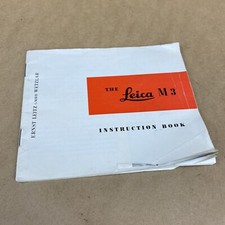 THE Leica M3
INSTRUCTION BOOK
ERNST LEITZ GMBH WETZLAR